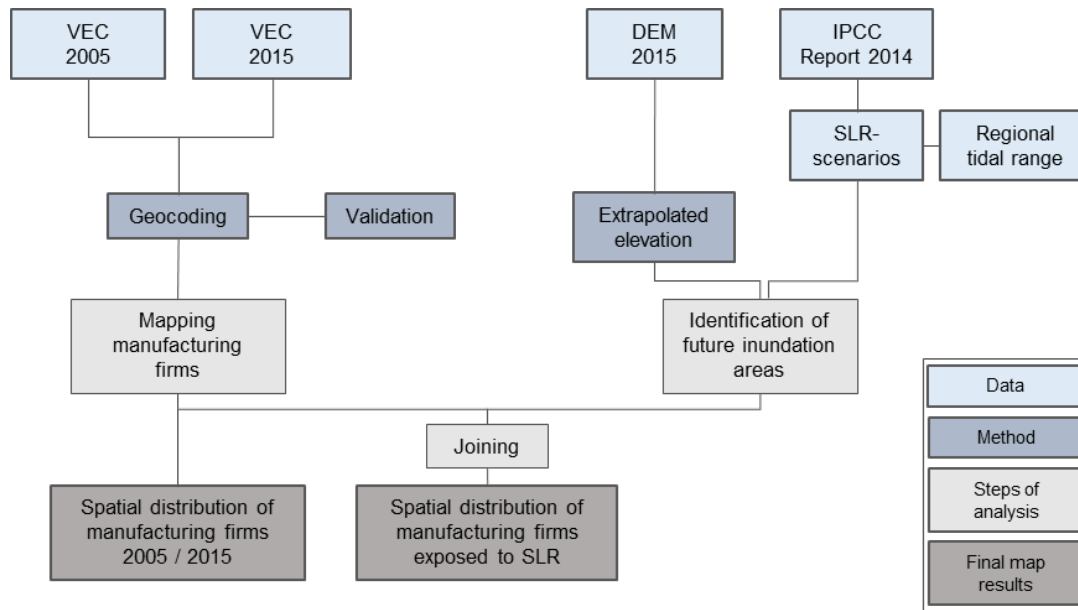 VEC
2005
VEC
2015
DEM
2015
IPCC
Report 2014
SLR-
scenarios
Regional
tidal range
Geocoding
Validation
Extrapolated
elevation
Mapping
manufacturing
firms
Identification of
future inundation
areas
Joining
Spatial distribution of
manufacturing firms
2005 / 2015
Spatial distribution of
manufacturing firms
exposed to SLR
Data
Method
Steps of
analysis
Final map
results